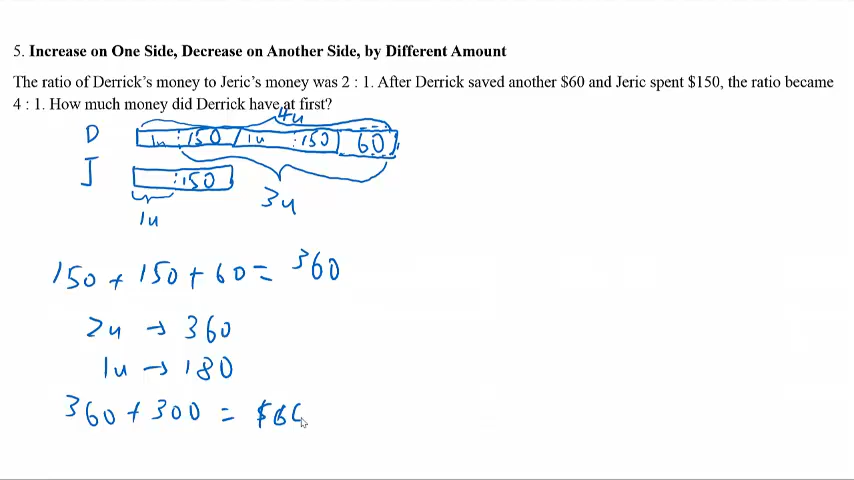 5. Increase on One Side, Decrease on Another Side, by Different Amount
The ratio of Derrick's money to Jeric's money was 2 : 1. After Derrick saved another $60 and Jeric spent $150, the ratio became
4 : 1. How much money did Derrick have at first?
4u
D 1u 150 1u 150 60
J 150
1u 3u
150 + 150 + 60 = 360
2u → 360
1u → 180
360 + 300 = $66